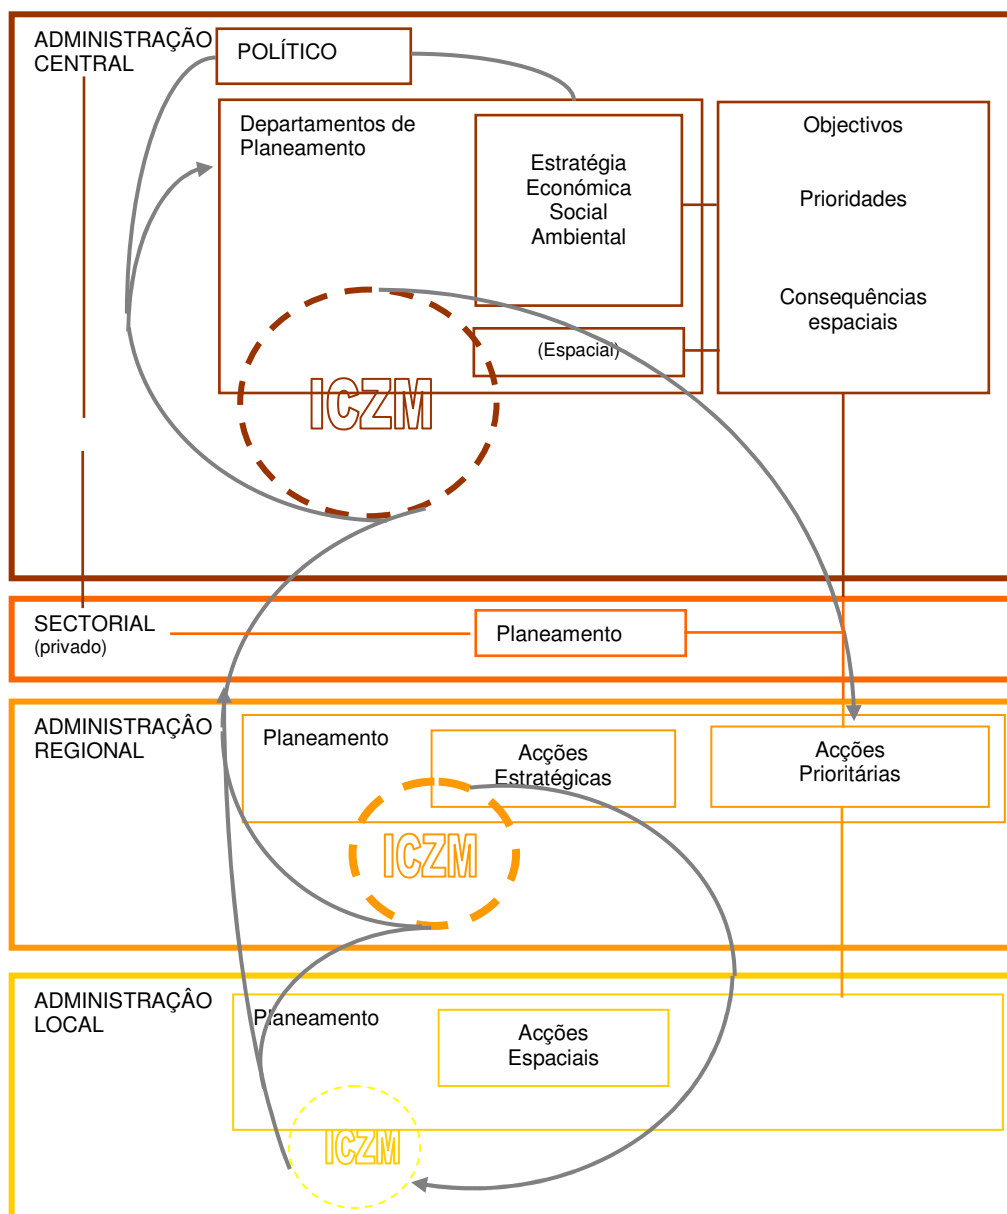 ADMINISTRAÇÃO
CENTRAL
POLÍTICO
Departamentos de
Planeamento
Estratégia
Económica
Social
Ambiental
Objectivos
Prioridades
Consequências
espaciais
(Espacial)
ICZM
SECTORIAL
(privado)
Planeamento
ADMINISTRAÇÂO
REGIONAL
Planeamento
Acções
Estratégicas
Acções
Prioritárias
ICZM
ADMINISTRAÇÂO
LOCAL
Planeamento
Acções
Espaciais
ICZM